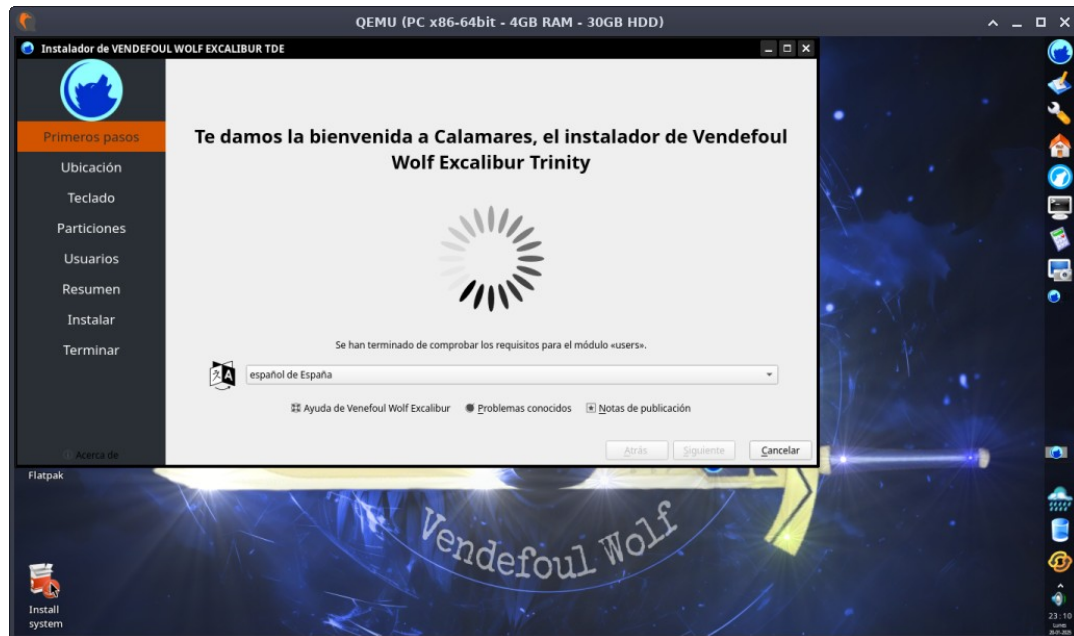 QEMU (PC x86-64bit - 4GB RAM - 30GB HDD)
Instalador de VENDEFOUL WOLF EXCALIBUR TDE
Primeros pasos
Ubicación
Teclado
Particiones
Usuarios
Resumen
Instalar
Terminar
Acerca de
Te damos la bienvenida a Calamares, el instalador de Vendefoul
Wolf Excalibur Trinity
Se han terminado de comprobar los requisitos para el módulo «users».
español de España
Ayuda de Venefoul Wolf Excalibur Problemas conocidos Notas de publicación
Atrás Siguiente Cancelar
Flatpak
Vendefoul Wolf
Install
system
23:10
Lunes